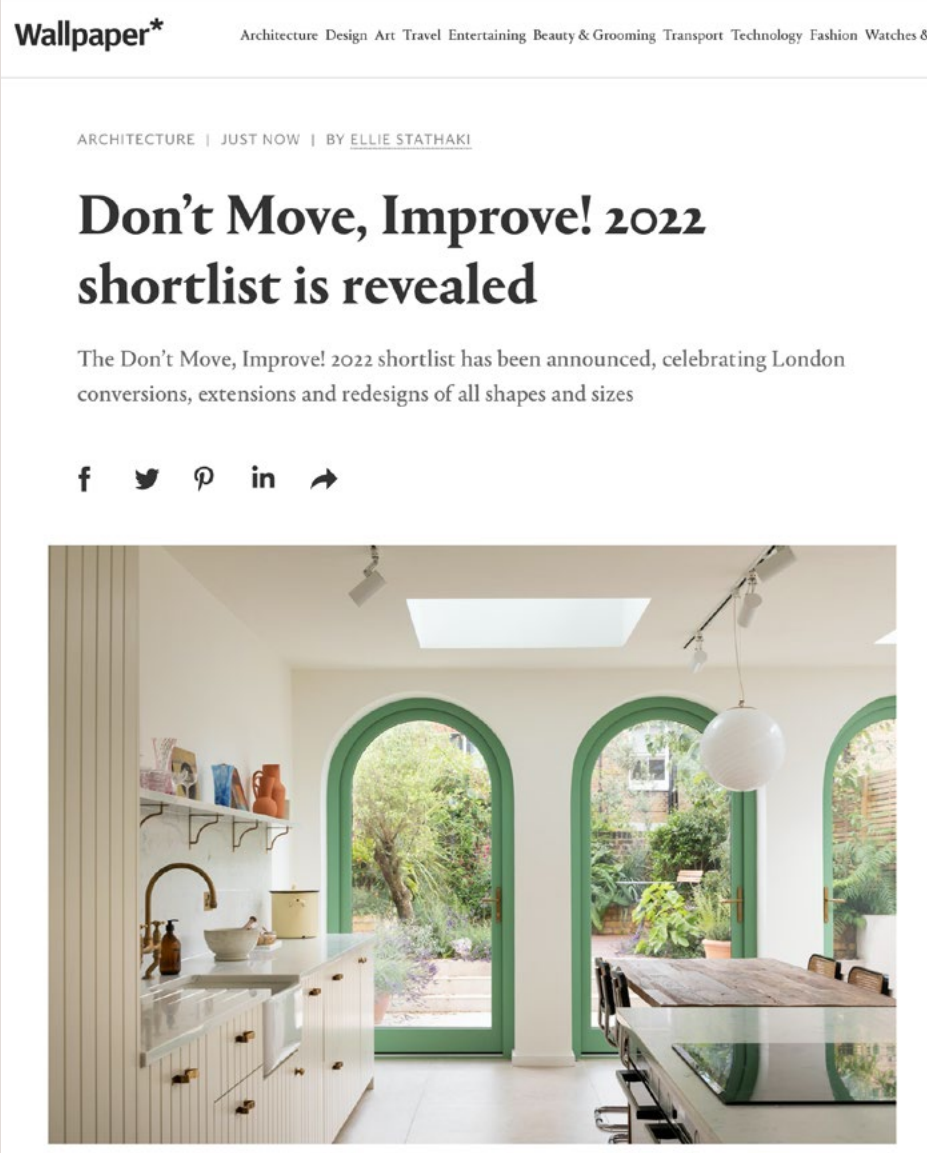 Wallpaper*
Architecture Design Art Travel Entertaining Beauty & Grooming Transport Technology Fashion Watches &
ARCHITECTURE | JUST NOW | BY ELLIE STATHAKI
Don’t Move, Improve! 2022
shortlist is revealed
The Don’t Move, Improve! 2022 shortlist has been announced, celebrating London
conversions, extensions and redesigns of all shapes and sizes